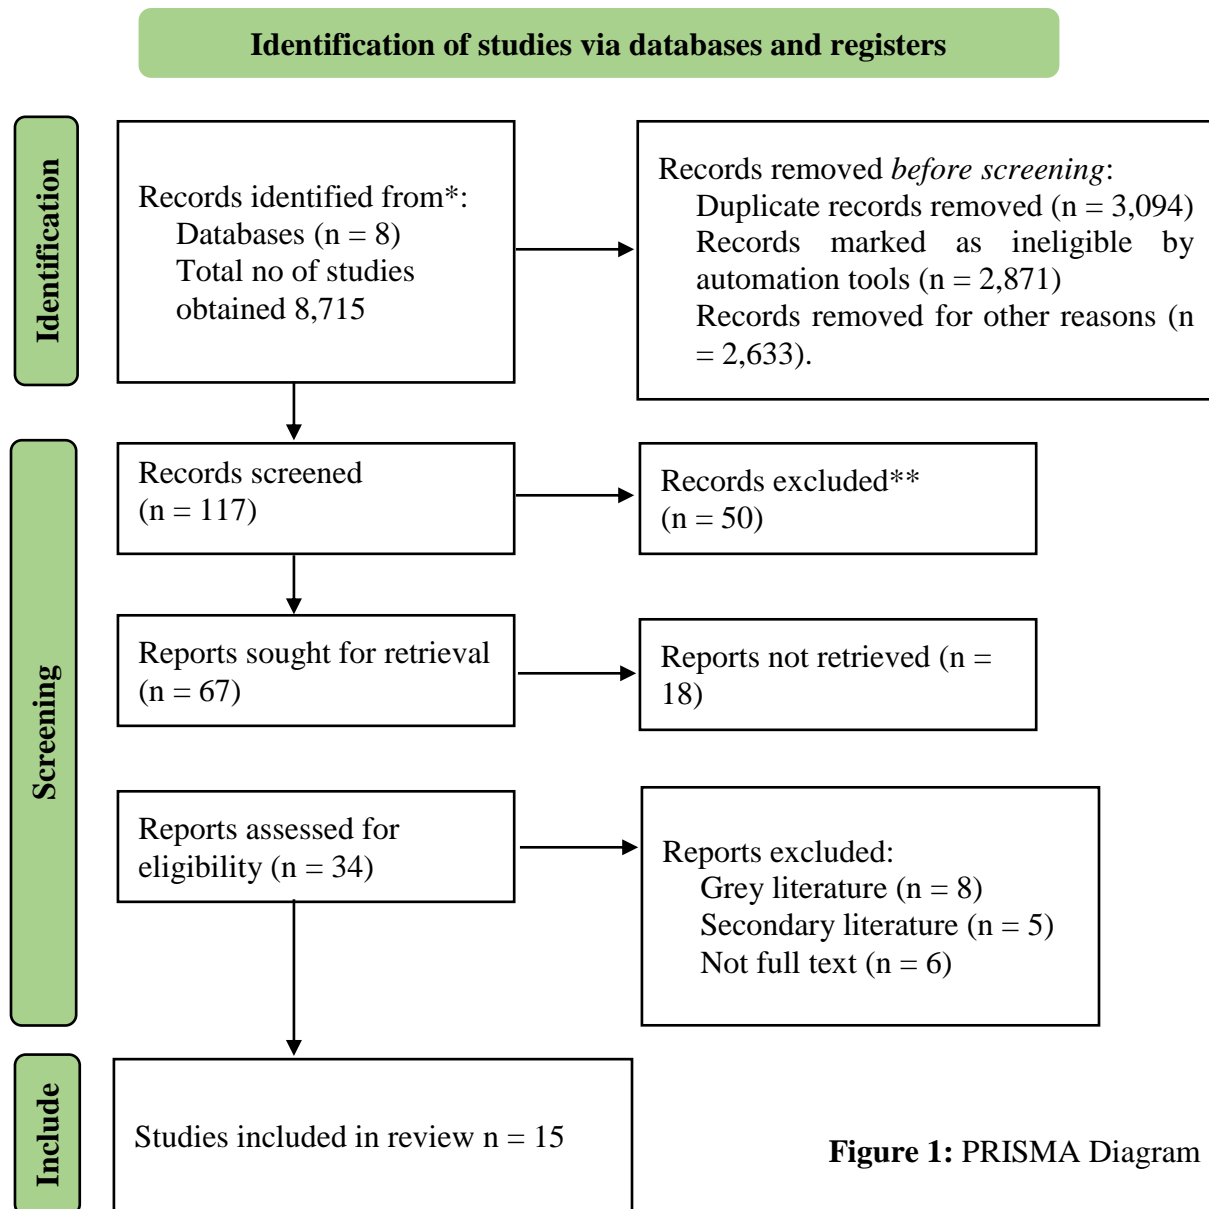 Identification of studies via databases and registers
Identification
Records identified from*:
Databases (n = 8)
Total no of studies
obtained 8,715
Records removed before screening:
Duplicate records removed (n = 3,094)
Records marked as ineligible by
automation tools (n = 2,871)
Records removed for other reasons (n
= 2,633).
Screening
Records screened
(n = 117)
Records excluded**
(n = 50)
Reports sought for retrieval
(n = 67)
Reports not retrieved (n =
18)
Reports assessed for
eligibility (n = 34)
Reports excluded:
Grey literature (n = 8)
Secondary literature (n = 5)
Not full text (n = 6)
Include
Studies included in review n = 15
Figure 1: PRISMA Diagram